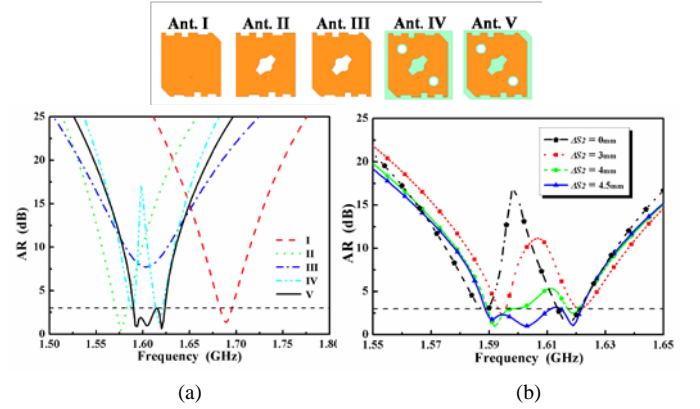 Ant. I Ant. II Ant. III Ant. IV Ant. V
25
20
15
10
5
0
AR (dB)
I
II
III
IV
V
1.50 1.55 1.60 1.65 1.70 1.75 1.80
Frequency (GHz)
(a)
25
20
15
10
5
0
AR (dB)
ΔS2 = 0mm
ΔS2 = 3mm
ΔS2 = 4mm
ΔS2 = 4.5mm
1.55 1.57 1.59 1.61 1.63 1.65
Frequency (GHz)
(b)